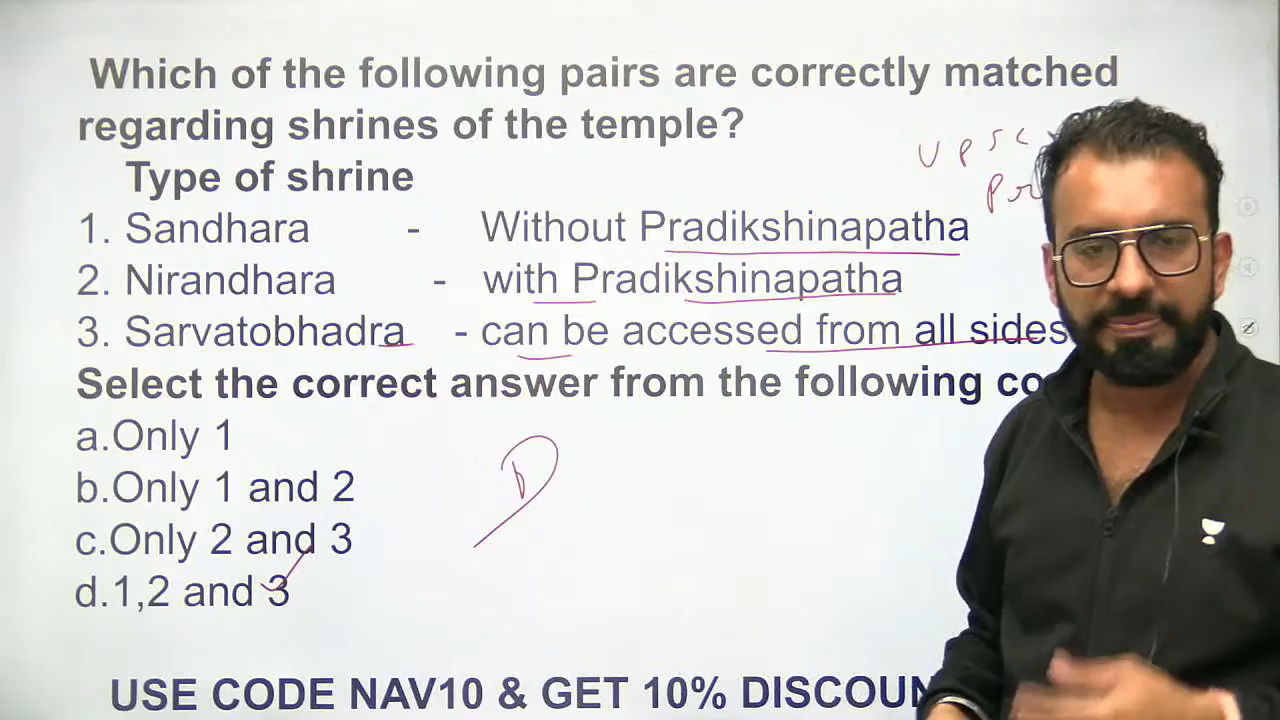 Which of the following pairs are correctly matched
regarding shrines of the temple?
Type of shrine
UPSC
Pr
1. Sandhara - Without Pradikshinapatha
2. Nirandhara - with Pradikshinapatha
3. Sarvatobhadra - can be accessed from all sides
Select the correct answer from the following co
a.Only 1
b.Only 1 and 2
c.Only 2 and 3
d.1,2 and 3
D
USE CODE NAV10 & GET 10% DISCOUN